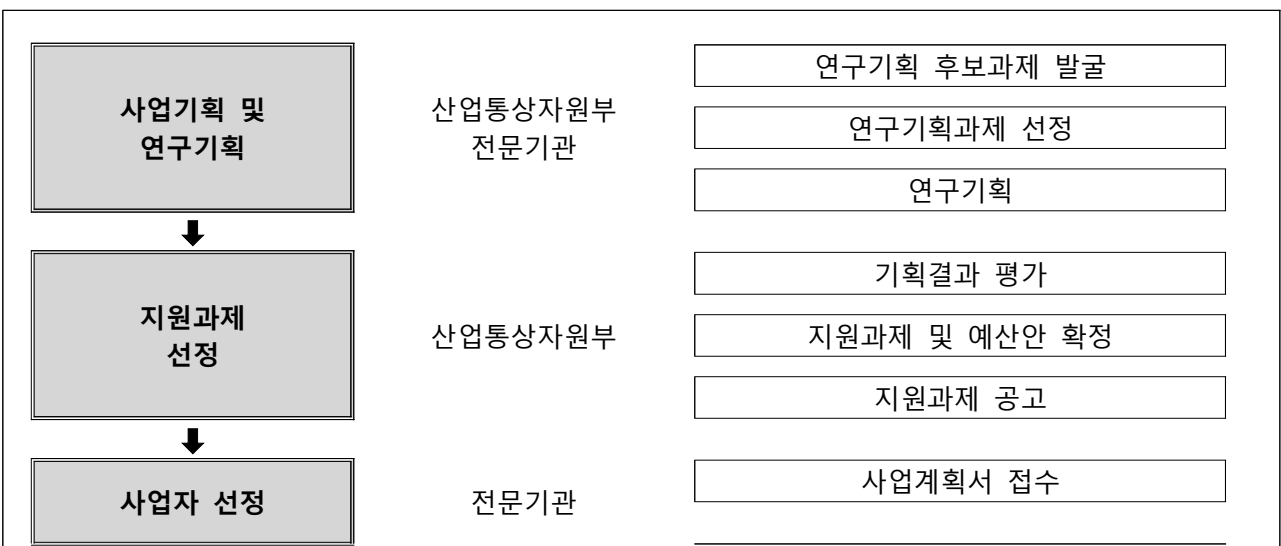 사업기획 및
연구기획
산업통상자원부
전문기관
연구기획 후보과제 발굴
연구기획과제 선정
연구기획
지원과제
선정
산업통상자원부
기획결과 평가
지원과제 및 예산안 확정
지원과제 공고
사업자 선정
전문기관
사업계획서 접수